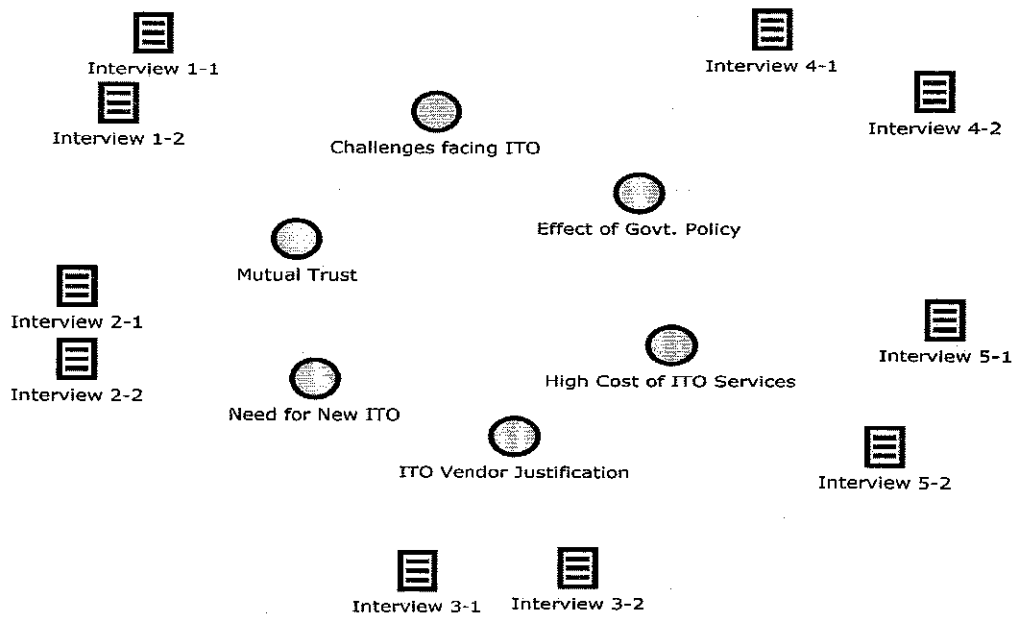 Interview 1-1
Interview 4-1
Interview 1-2
Interview 4-2
Challenges facing ITO
Effect of Govt. Policy
Mutual Trust
Interview 2-1
Interview 5-1
High Cost of ITO Services
Interview 2-2
Need for New ITO
ITO Vendor Justification
Interview 5-2
Interview 3-1
Interview 3-2